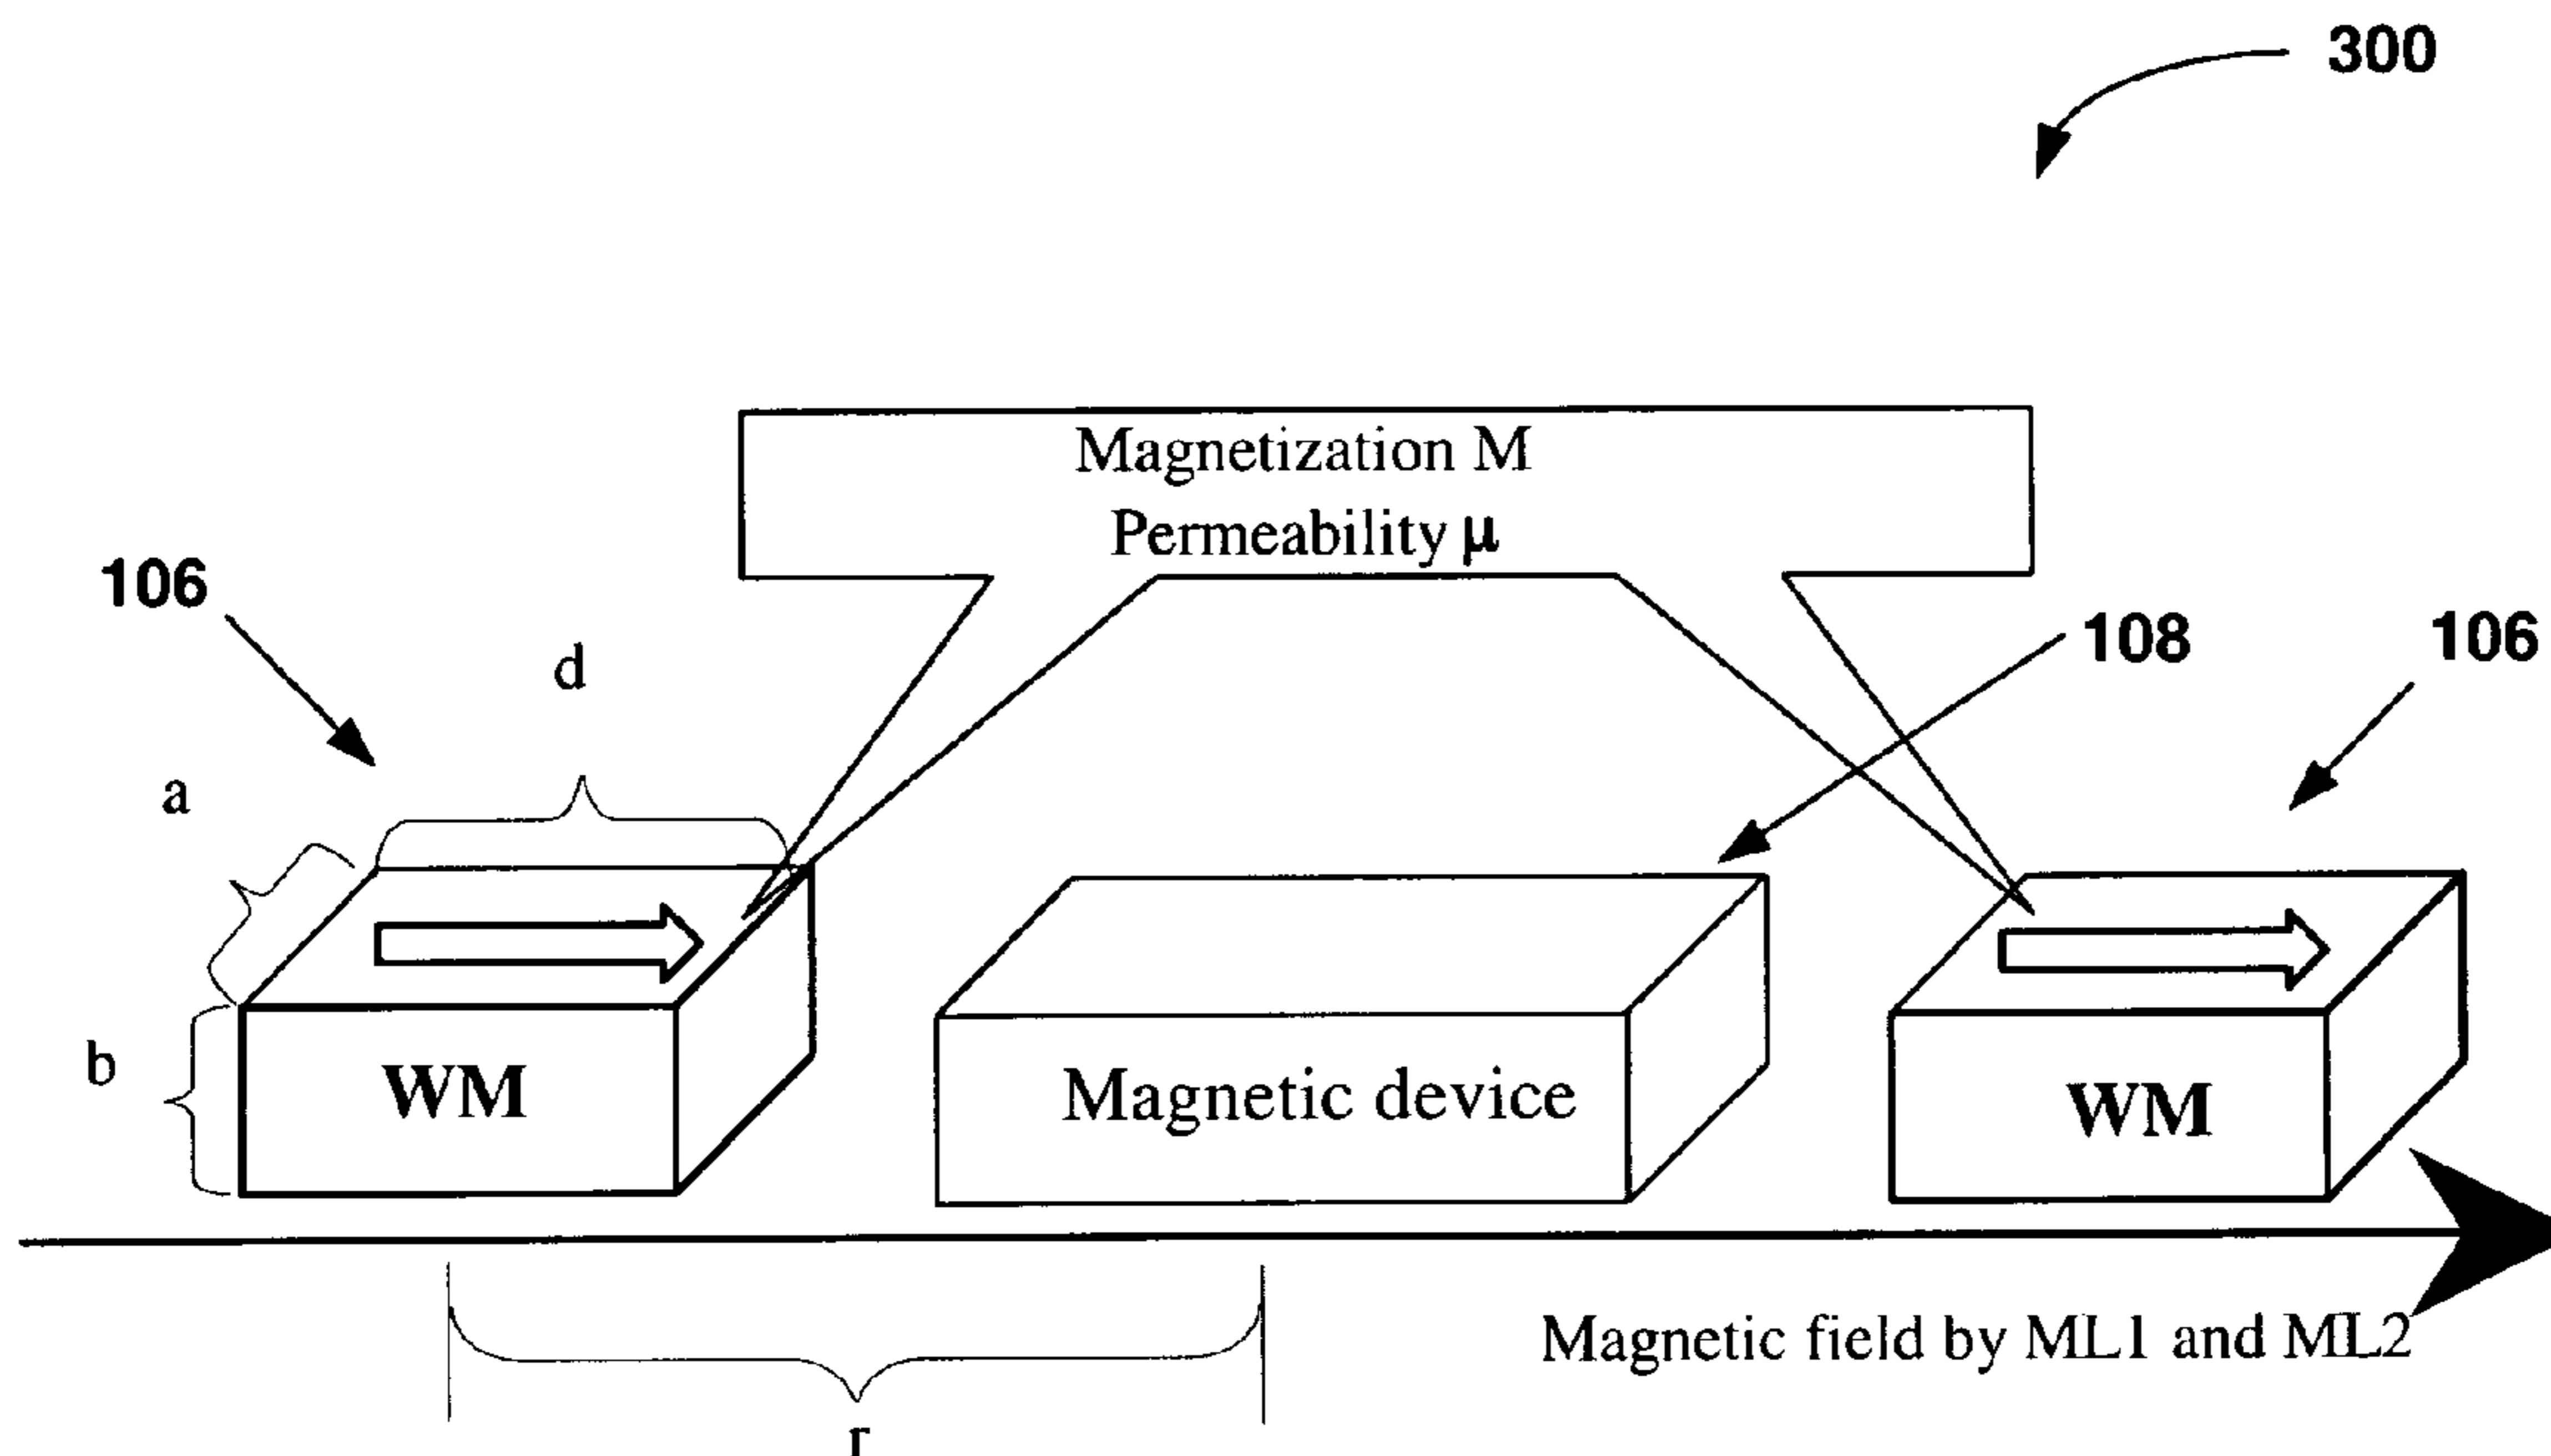 300
Magnetization M
Permeability μ
106
108
106
d
a
b
WM
Magnetic device
WM
Magnetic field by ML1 and ML2
r